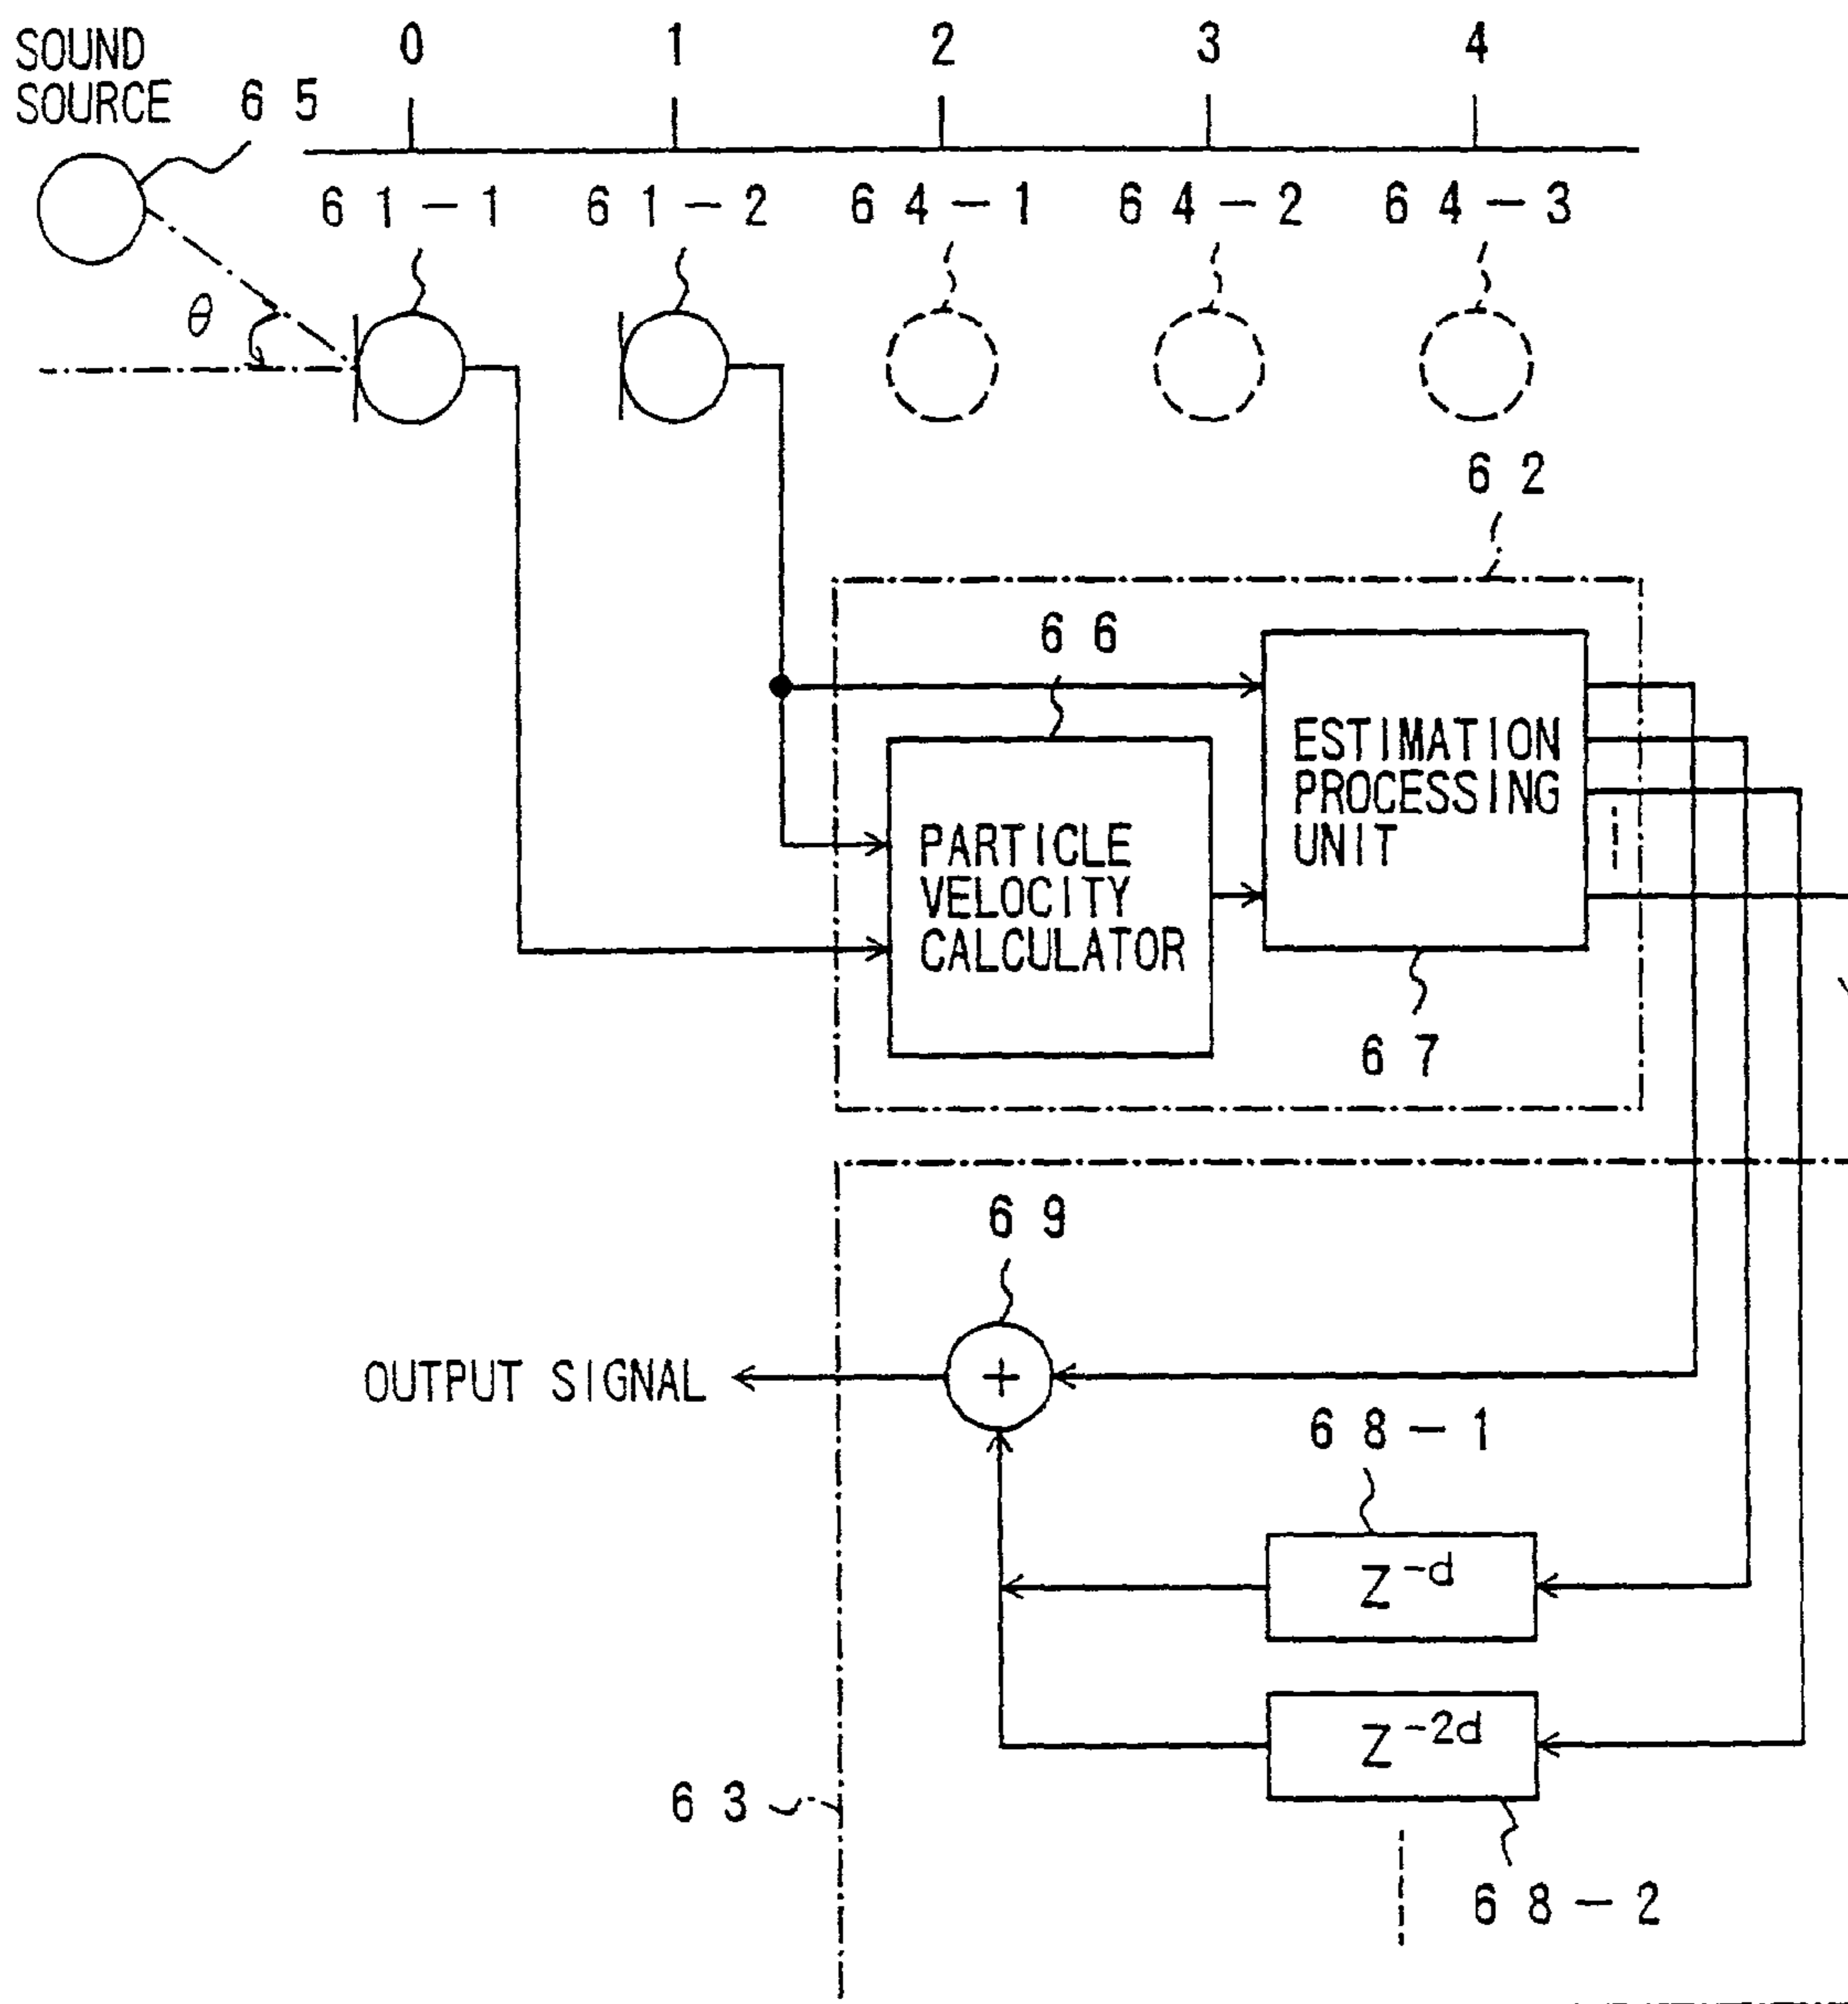 SOUND
SOURCE 65
0 1 2 3 4
61-1 61-2 64-1 64-2 64-3
θ
62
66
ESTIMATION
PROCESSING
UNIT
PARTICLE
VELOCITY
CALCULATOR
67
69
OUTPUT SIGNAL
+
68-1
Z^-d
Z^-2d
63
68-2